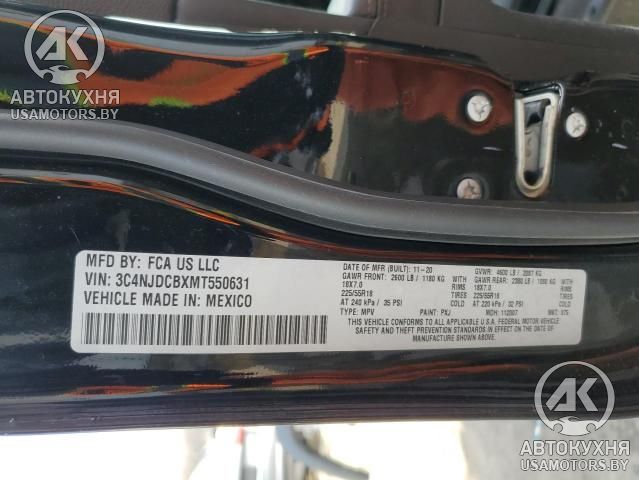 АК
АВТОКУХНЯ
USAMOTORS.BY
MFD BY: FCA US LLC
VIN: 3C4NJDCBXMT550631
VEHICLE MADE IN: MEXICO
DATE OF MFR (BUILT): 11-20
GAWR FRONT: 2600 LB / 1180 KG
18X7.0
225/55R18
AT 240 kPa / 35 PSI COLD
TYPE: MPV PAINT: PXJ
GVWR: 4600 LB / 2087 KG
GAWR REAR: 2380 LB / 1080 KG
RIMS 18X7.0
TIRES 225/55R18
AT 220 kPa / 32 PSI COLD
MDH: 112007
THIS VEHICLE CONFORMS TO ALL APPLICABLE U.S.A. FEDERAL MOTOR VEHICLE
SAFETY AND THEFT PREVENTION STANDARDS IN EFFECT ON THE DATE OF
MANUFACTURE SHOWN ABOVE.
АК
АВТОКУХНЯ
USAMOTORS.BY